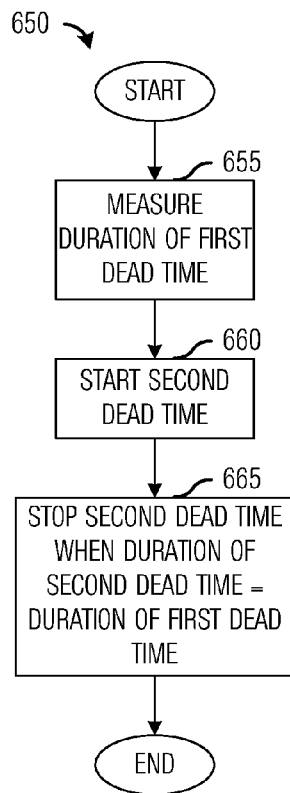 650
START
655
MEASURE
DURATION OF FIRST
DEAD TIME
660
START SECOND
DEAD TIME
665
STOP SECOND DEAD TIME
WHEN DURATION OF
SECOND DEAD TIME =
DURATION OF FIRST DEAD
TIME
END